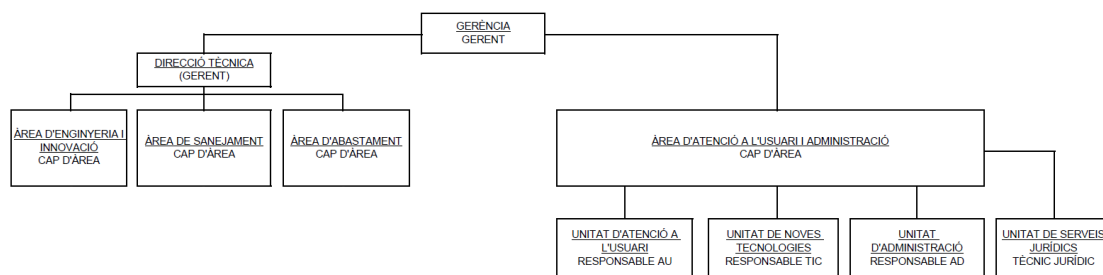 GERÈNCIA
GERENT
DIRECCIÓ TÈCNICA
(GERENT)
ÀREA D'ENGINYERIA I
INNOVACIÓ
CAP D'ÀREA
ÀREA DE SANEJAMENT
CAP D'ÀREA
ÀREA D'ABASTAMENT
CAP D'ÀREA
ÀREA D'ATENCIÓ A L'USUARI I ADMINISTRACIÓ
CAP D'ÀREA
UNITAT D'ATENCIÓ A
L'USUARI
RESPONSABLE AU
UNITAT DE NOVES
TECNOLOGIES
RESPONSABLE TIC
UNITAT
D'ADMINISTRACIÓ
RESPONSABLE AD
UNITAT DE SERVEIS
JURÍDICS
TÈCNIC JURÍDIC